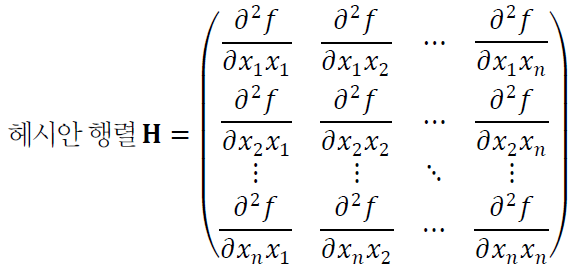 헤시안 행렬 𝐇 = ( ∂²f/∂x₁x₁ ∂²f/∂x₁x₂ ⋯ ∂²f/∂x₁xₙ
∂²f/∂x₂x₁ ∂²f/∂x₂x₂ ⋯ ∂²f/∂x₂xₙ
⋮ ⋮ ⋱ ⋮
∂²f/∂xₙx₁ ∂²f/∂xₙx₂ ⋯ ∂²f/∂xₙxₙ )